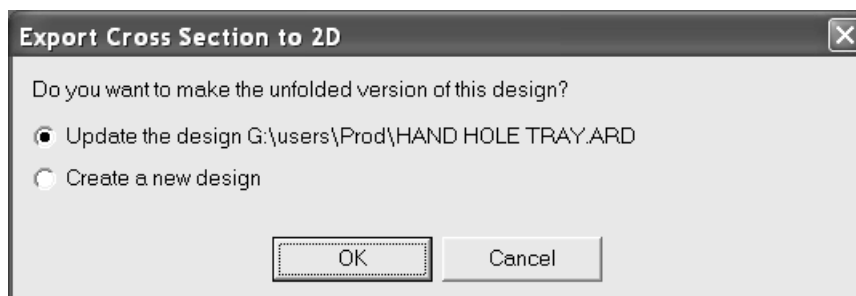 Export Cross Section to 2D
Do you want to make the unfolded version of this design?
Update the design G:\users\Prod\HAND HOLE TRAY.ARD
Create a new design
OK Cancel